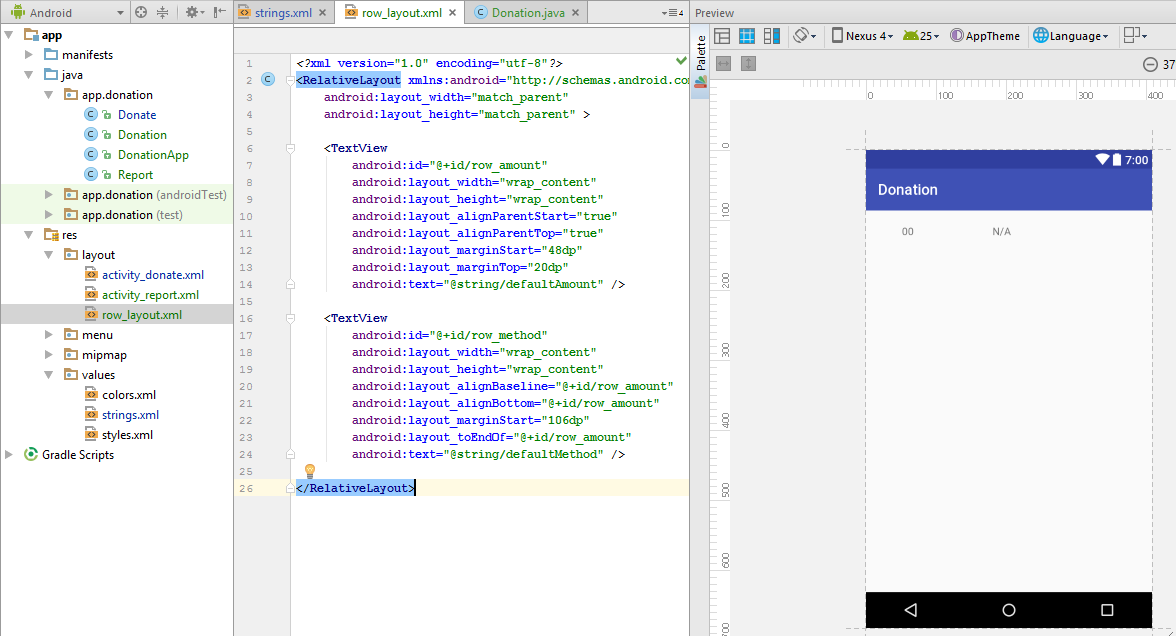 Android
app
manifests
java
app.donation
Donate
Donation
DonationApp
Report
app.donation (androidTest)
app.donation (test)
res
layout
activity_donate.xml
activity_report.xml
row_layout.xml
menu
mipmap
values
colors.xml
strings.xml
styles.xml
Gradle Scripts
strings.xml
row_layout.xml
Donation.java
4
1 <?xml version="1.0" encoding="utf-8"?>
2 <RelativeLayout xmlns:android="http://schemas.android.co
3 android:layout_width="match_parent"
4 android:layout_height="match_parent" >
5
6 <TextView
7 android:id="@+id/row_amount"
8 android:layout_width="wrap_content"
9 android:layout_height="wrap_content"
10 android:layout_alignParentStart="true"
11 android:layout_alignParentTop="true"
12 android:layout_marginStart="48dp"
13 android:layout_marginTop="20dp"
14 android:text="@string/defaultAmount" />
15
16 <TextView
17 android:id="@+id/row_method"
18 android:layout_width="wrap_content"
19 android:layout_height="wrap_content"
20 android:layout_alignBaseline="@+id/row_amount"
21 android:layout_alignBottom="@+id/row_amount"
22 android:layout_marginStart="106dp"
23 android:layout_toEndOf="@+id/row_amount"
24 android:text="@string/defaultMethod" />
25
26 </RelativeLayout>
Preview
Palette
Nexus 4 25 AppTheme Language
37
0 100 200 300 400
0
100
200
300
400
500
600
700
7:00
Donation
00 N/A